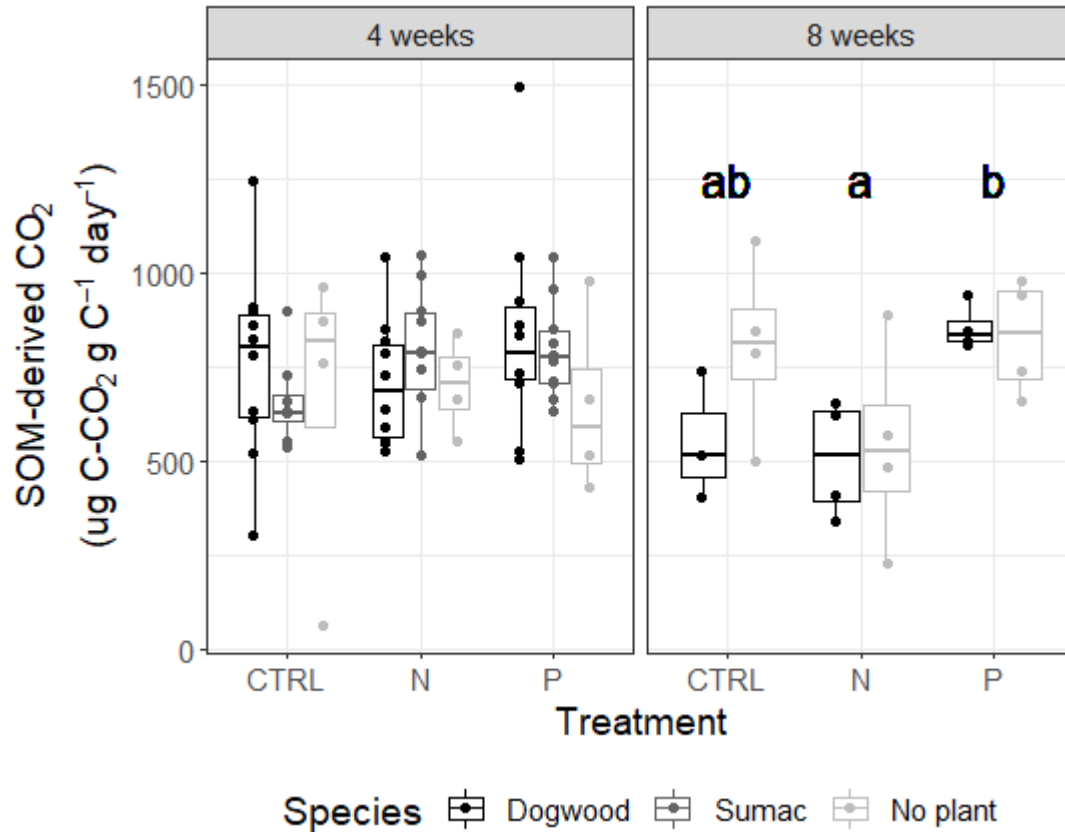 4 weeks
8 weeks
SOM-derived CO₂
(ug C-CO₂ g C⁻¹ day⁻¹)
1500
1000
500
0
ab
a
b
CTRL
N
P
CTRL
N
P
Treatment
Species
Dogwood
Sumac
No plant